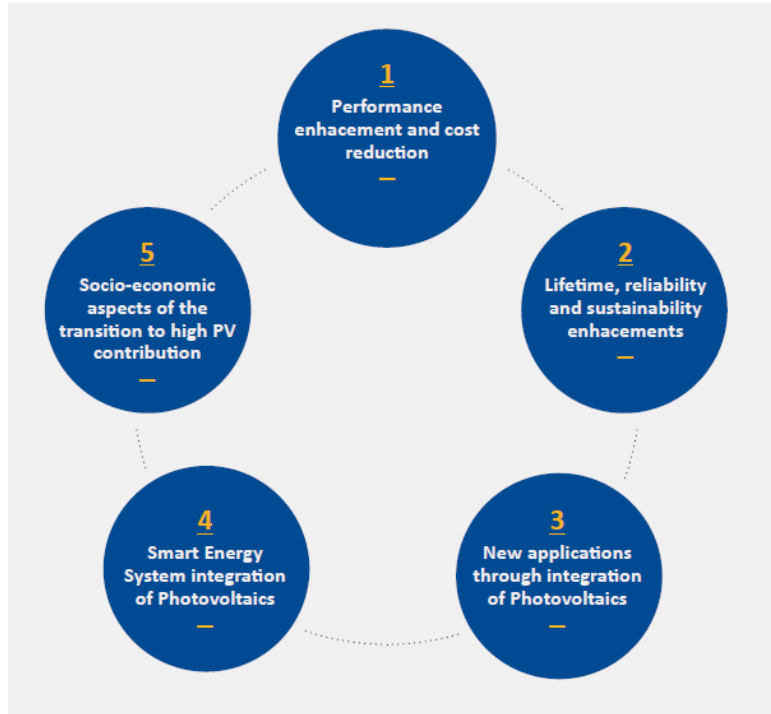 1
Performance
enhacement and cost
reduction
2
Lifetime, reliability
and sustainability
enhacements
3
New applications
through integration
of Photovoltaics
4
Smart Energy
System integration
of Photovoltaics
5
Socio-economic
aspects of the
transition to high PV
contribution